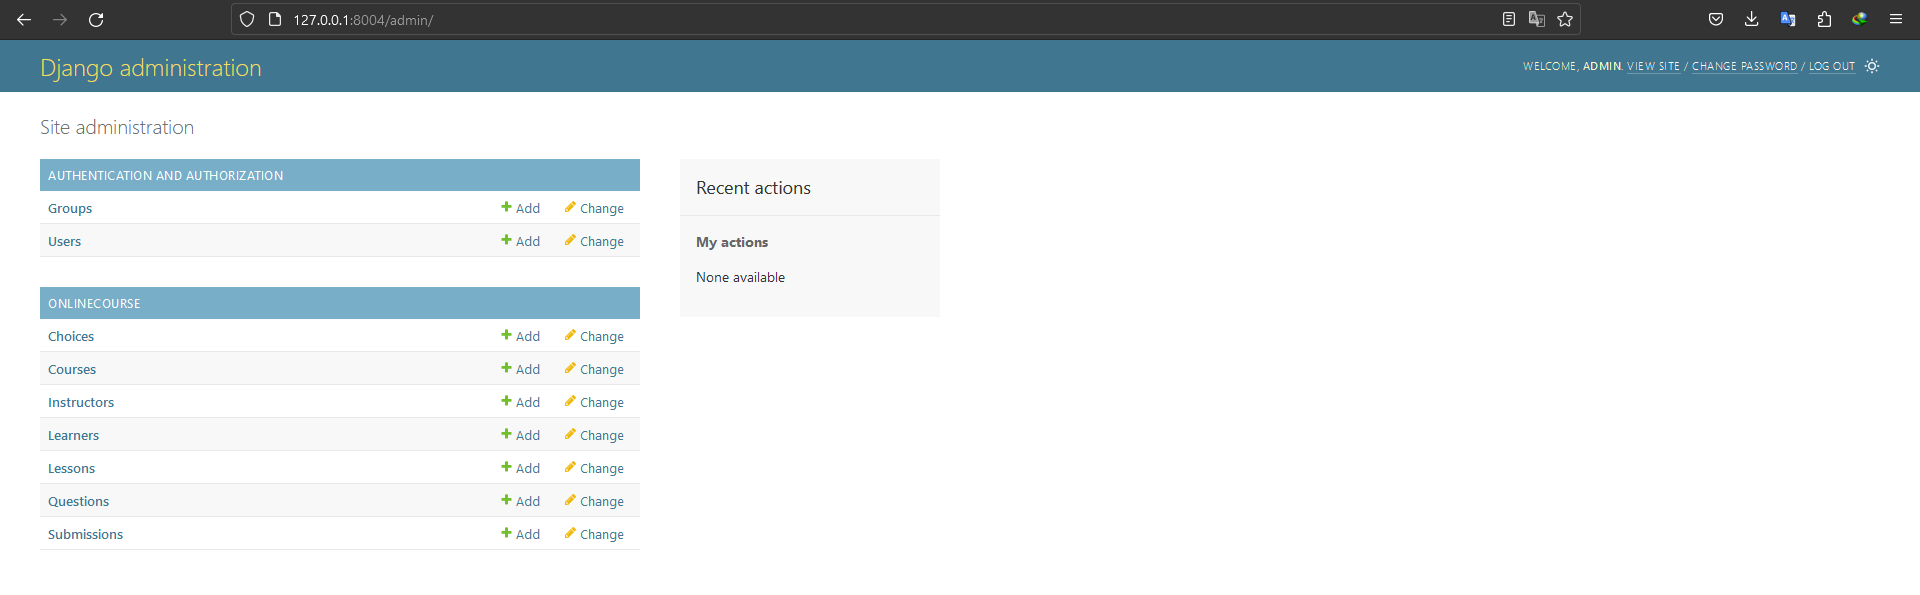 127.0.0.1:8004/admin/
Django administration
WELCOME, ADMIN. VIEW SITE / CHANGE PASSWORD / LOG OUT
Site administration
AUTHENTICATION AND AUTHORIZATION
Groups Add Change
Users Add Change
ONLINECOURSE
Choices Add Change
Courses Add Change
Instructors Add Change
Learners Add Change
Lessons Add Change
Questions Add Change
Submissions Add Change
Recent actions
My actions
None available